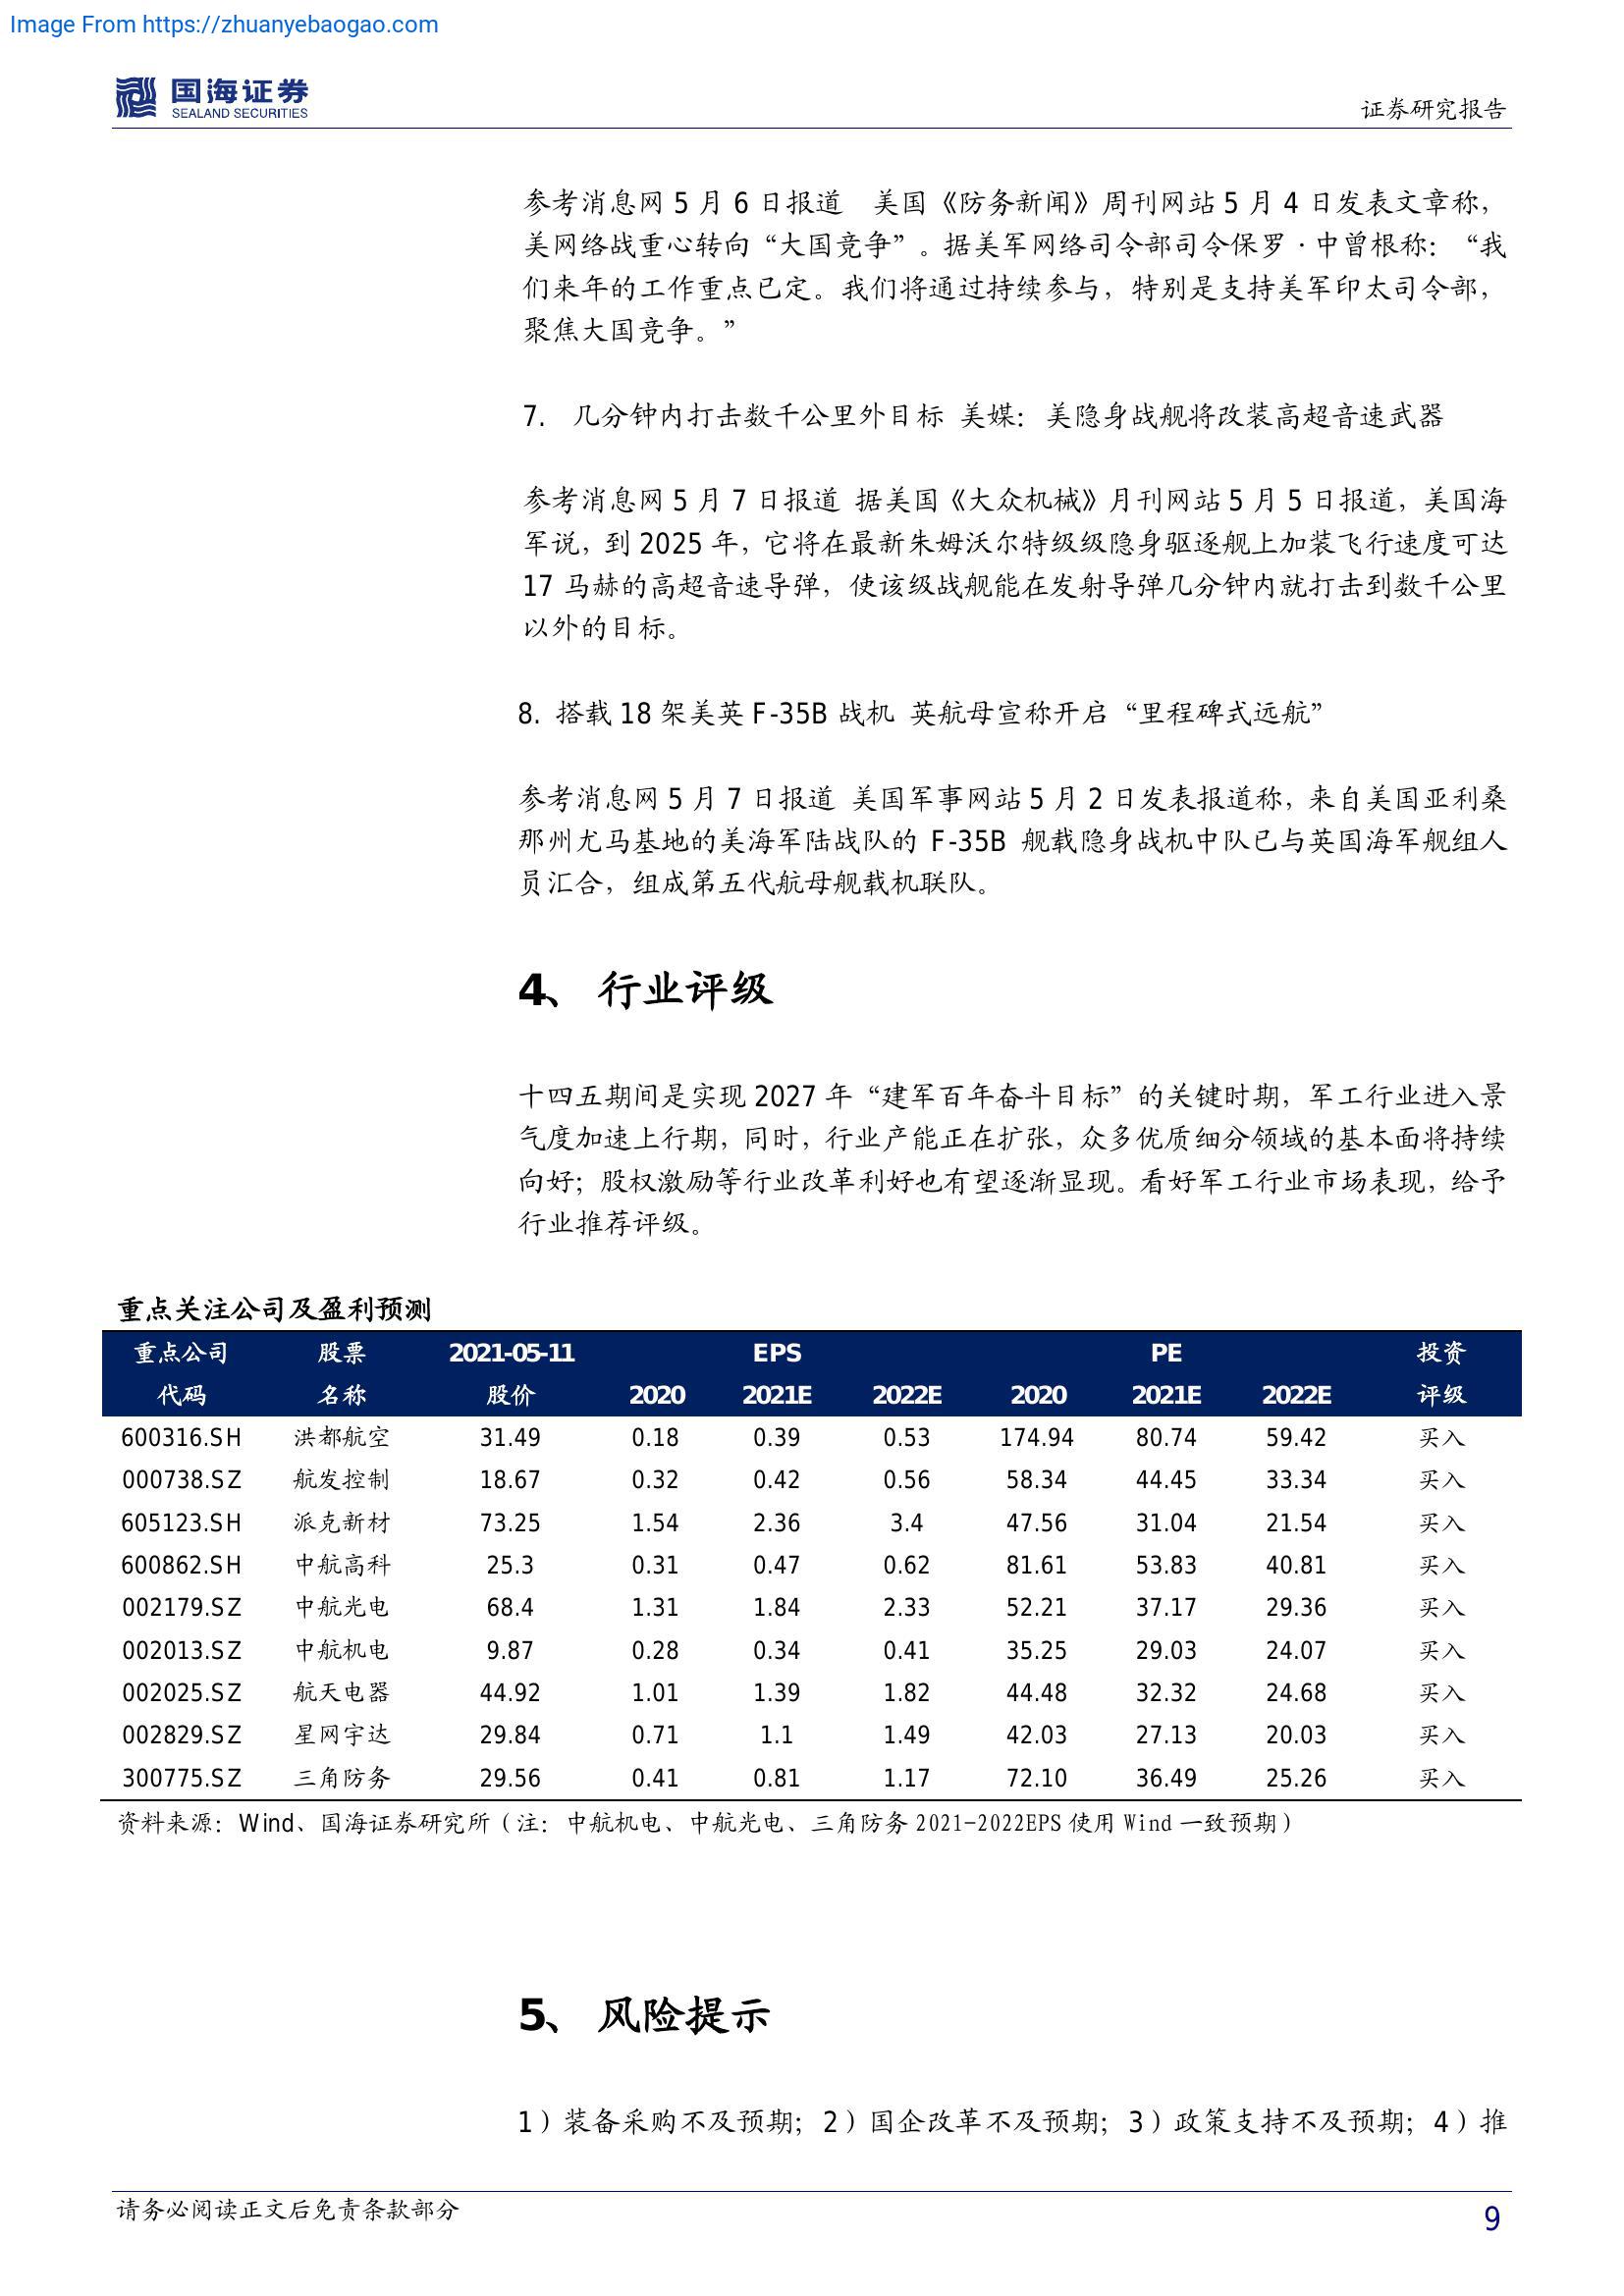 Image From https://zhuanyebaogao.com
国海证券
SEALAND SECURITIES
证券研究报告
参考消息网 5 月 6 日报道 美国《防务新闻》周刊网站 5 月 4 日发表文章称，
美网络战重心转向“大国竞争”。据美军网络司令部司令保罗·中曾根称：“我
们来年的工作重点已定。我们将通过持续参与，特别是支持美军印太司令部，
聚焦大国竞争。”
7. 几分钟内打击数千公里外目标 美媒：美隐身战舰将改装高超音速武器
参考消息网 5 月 7 日报道 据美国《大众机械》月刊网站 5 月 5 日报道，美国海
军说，到 2025 年，它将在最新朱姆沃尔特级级隐身驱逐舰上加装飞行速度可达
17 马赫的高超音速导弹，使该级战舰能在发射导弹几分钟内就打击到数千公里
以外的目标。
8. 搭载 18 架美英 F-35B 战机 英航母宣称开启“里程碑式远航”
参考消息网 5 月 7 日报道 美国军事网站 5 月 2 日发表报道称，来自美国亚利桑
那州尤马基地的美海军陆战队的 F-35B 舰载隐身战机中队已与英国海军舰组人
员汇合，组成第五代航母舰载机联队。
4、 行业评级
十四五期间是实现 2027 年“建军百年奋斗目标”的关键时期，军工行业进入景
气度加速上行期，同时，行业产能正在扩张，众多优质细分领域的基本面将持续
向好；股权激励等行业改革利好也有望逐渐显现。看好军工行业市场表现，给予
行业推荐评级。
重点关注公司及盈利预测
重点公司 股票 2021-05-11 EPS PE 投资
代码 名称 股价 2020 2021E 2022E 2020 2021E 2022E 评级
600316.SH 洪都航空 31.49 0.18 0.39 0.53 174.94 80.74 59.42 买入
000738.SZ 航发控制 18.67 0.32 0.42 0.56 58.34 44.45 33.34 买入
605123.SH 派克新材 73.25 1.54 2.36 3.4 47.56 31.04 21.54 买入
600862.SH 中航高科 25.3 0.31 0.47 0.62 81.61 53.83 40.81 买入
002179.SZ 中航光电 68.4 1.31 1.84 2.33 52.21 37.17 29.36 买入
002013.SZ 中航机电 9.87 0.28 0.34 0.41 35.25 29.03 24.07 买入
002025.SZ 航天电器 44.92 1.01 1.39 1.82 44.48 32.32 24.68 买入
002829.SZ 星网宇达 29.84 0.71 1.1 1.49 42.03 27.13 20.03 买入
300775.SZ 三角防务 29.56 0.41 0.81 1.17 72.10 36.49 25.26 买入
资料来源：Wind、国海证券研究所（注：中航机电、中航光电、三角防务 2021-2022EPS 使用 Wind 一致预期）
5、 风险提示
1）装备采购不及预期；2）国企改革不及预期；3）政策支持不及预期；4）推
请务必阅读正文后免责条款部分
9